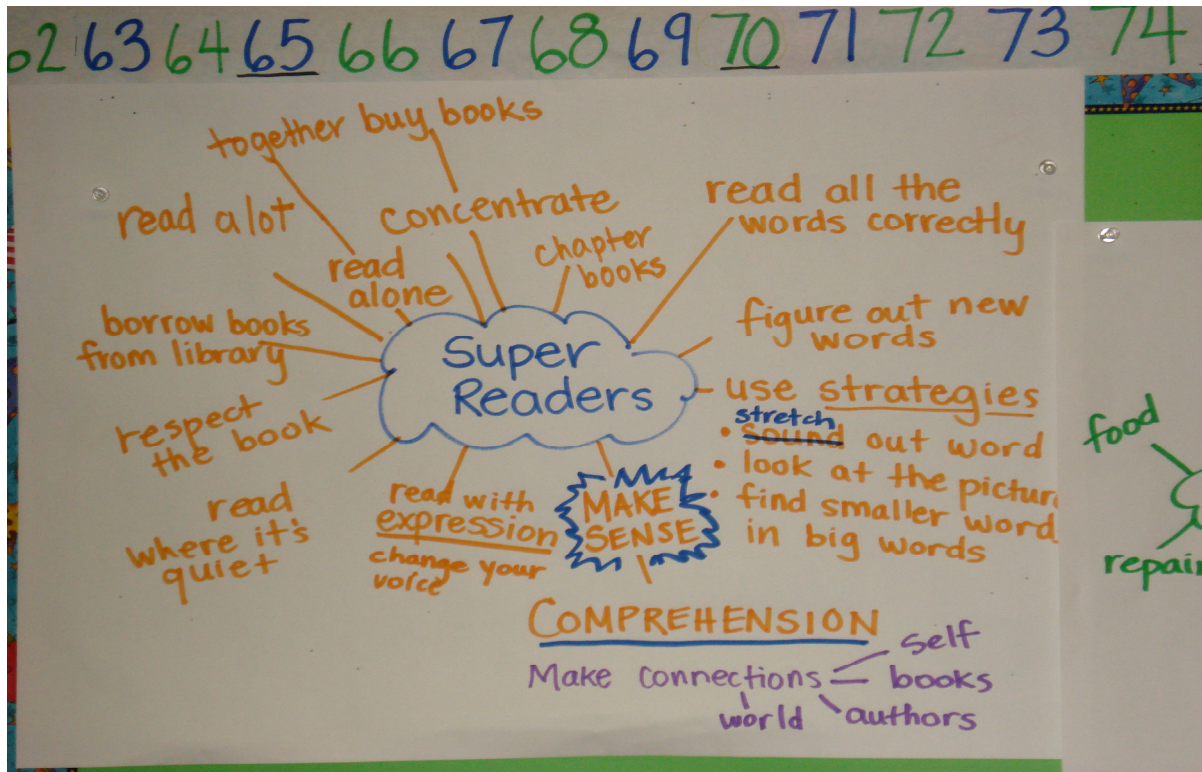 62 63 64 65 66 67 68 69 70 71 72 73 74
together buy books
read a lot
concentrate
read all the
words correctly
chapter
books
read
alone
borrow books
from library
figure out new
words
Super
Readers
use strategies
stretch
• sound out word
• look at the picture
• find smaller word
in big words
respect
the book
read
where it's
quiet
read with
expression
change your
voice
MAKE
SENSE
COMPREHENSION
Make connections
self
books
authors
world
food
repair